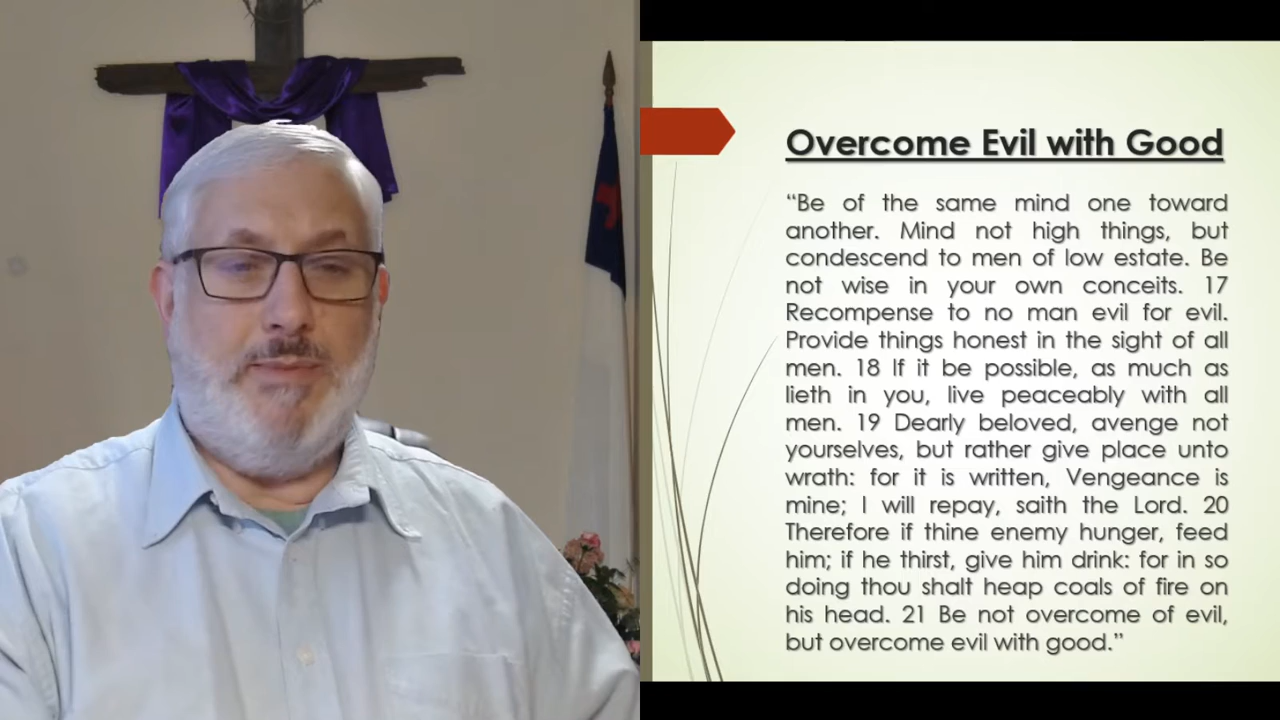 Overcome Evil with Good
“Be of the same mind one toward
another. Mind not high things, but
condescend to men of low estate. Be
not wise in your own conceits. 17
Recompense to no man evil for evil.
Provide things honest in the sight of all
men. 18 If it be possible, as much as
lieth in you, live peaceably with all
men. 19 Dearly beloved, avenge not
yourselves, but rather give place unto
wrath: for it is written, Vengeance is
mine; I will repay, saith the Lord. 20
Therefore if thine enemy hunger, feed
him; if he thirst, give him drink: for in so
doing thou shalt heap coals of fire on
his head. 21 Be not overcome of evil,
but overcome evil with good.”